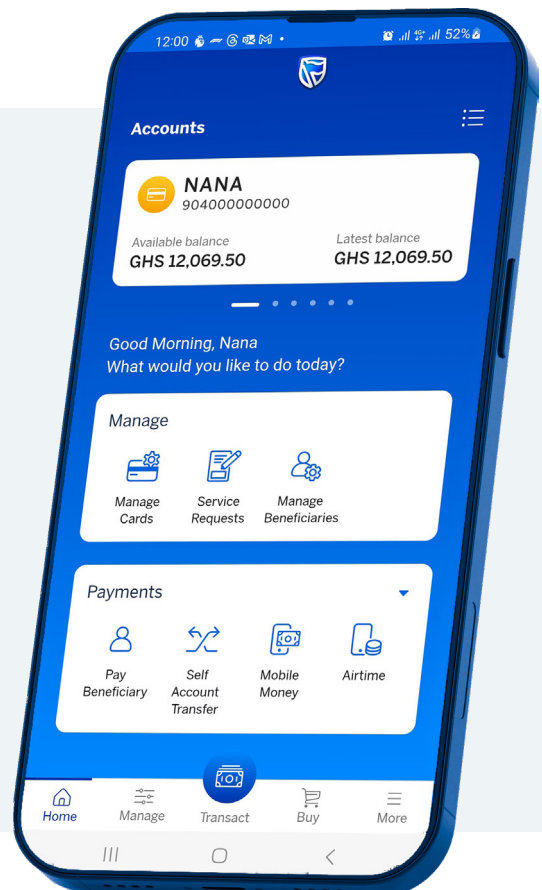 12:00
4G+
52%
Accounts
NANA
904000000000
Available balance
Latest balance
GHS 12,069.50
GHS 12,069.50
Good Morning, Nana
What would you like to do today?
Manage
Manage
Cards
Service
Requests
Manage
Beneficiaries
Payments
Pay
Beneficiary
Self
Account
Transfer
Mobile
Money
Airtime
Home
Manage
Transact
Buy
More